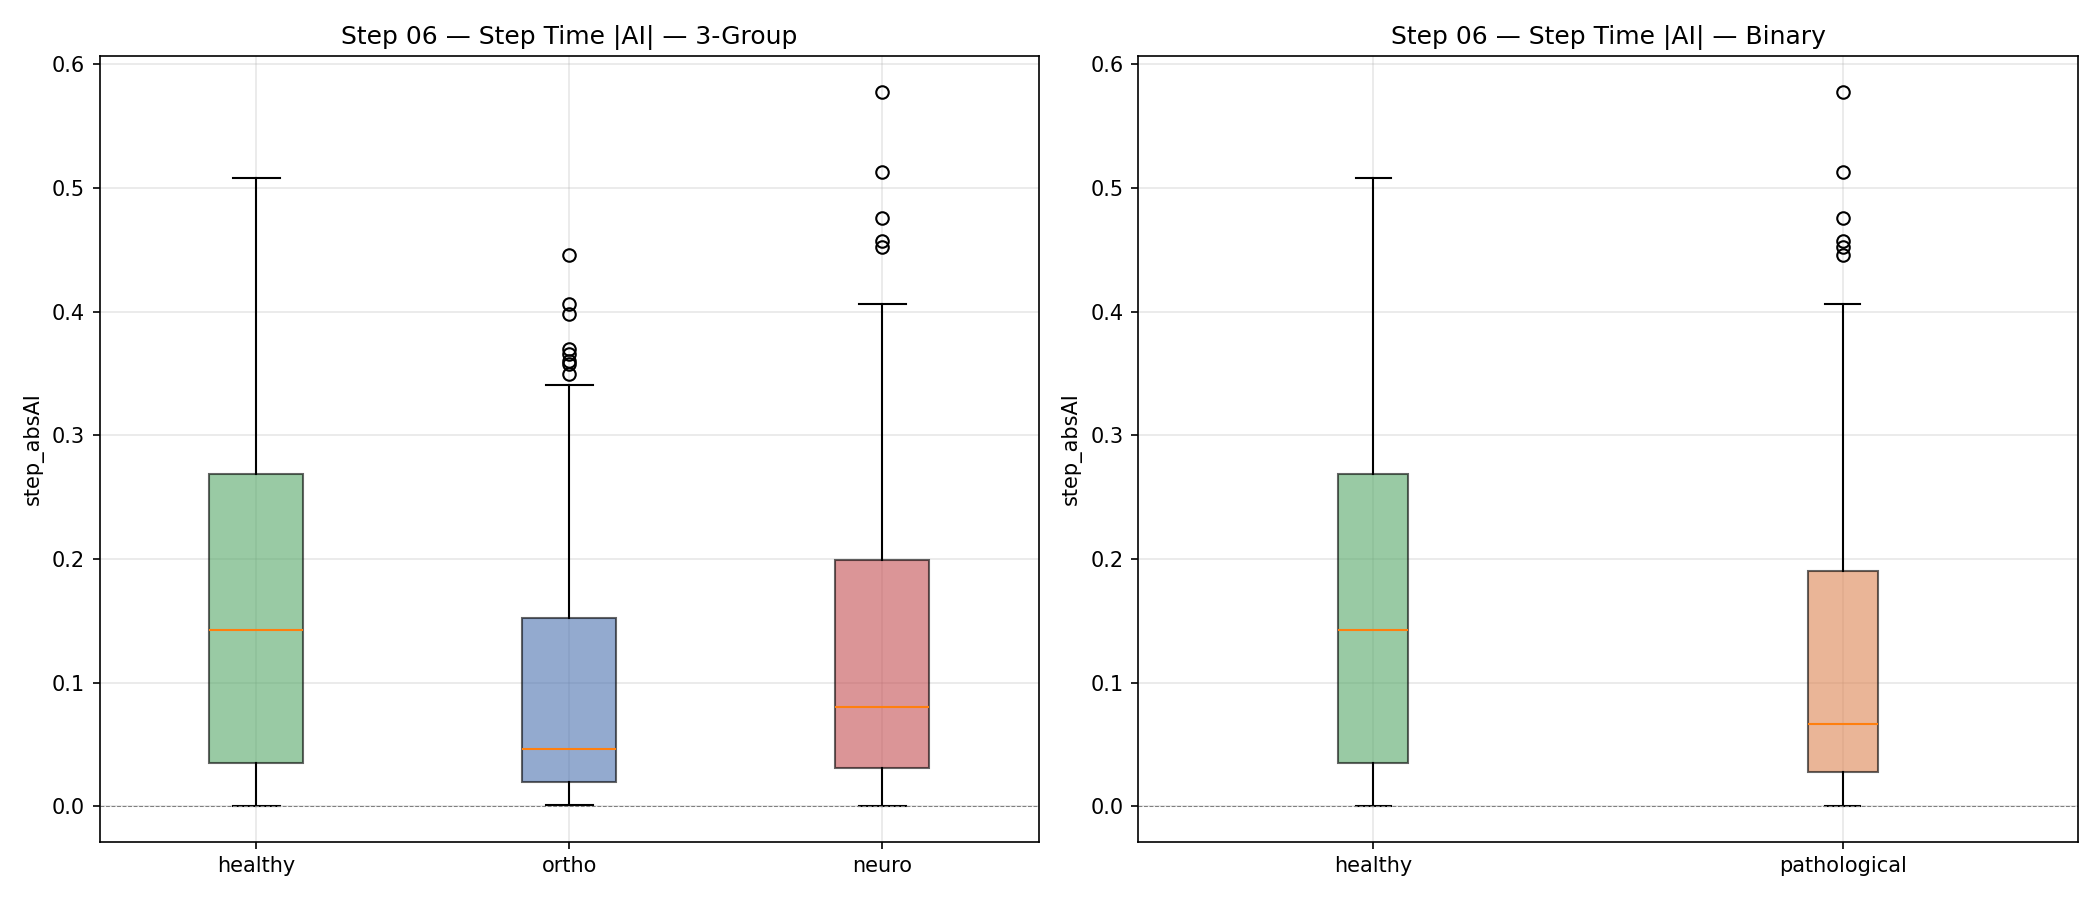 Step 06 — Step Time |AI| — 3-Group
step_absAI
0.6
0.5
0.4
0.3
0.2
0.1
0.0
healthy
ortho
neuro
Step 06 — Step Time |AI| — Binary
step_absAI
0.6
0.5
0.4
0.3
0.2
0.1
0.0
healthy
pathological